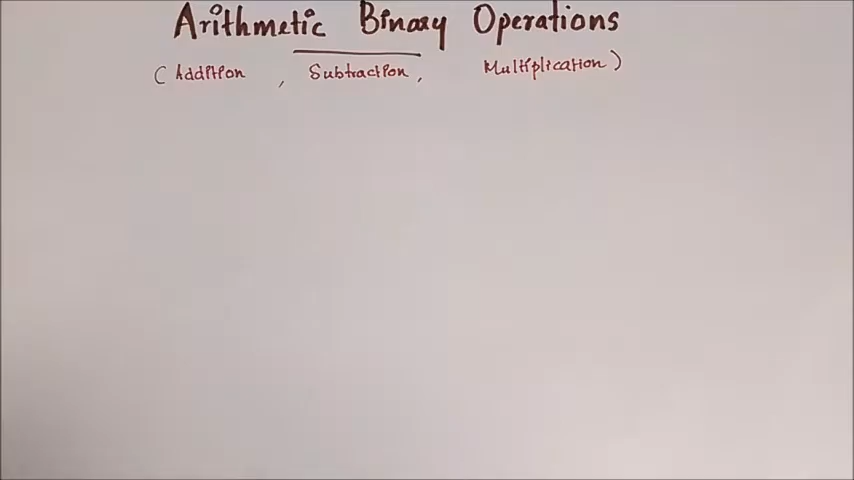 Arithmetic Binary Operations
(Addition , Subtraction, Multiplication)